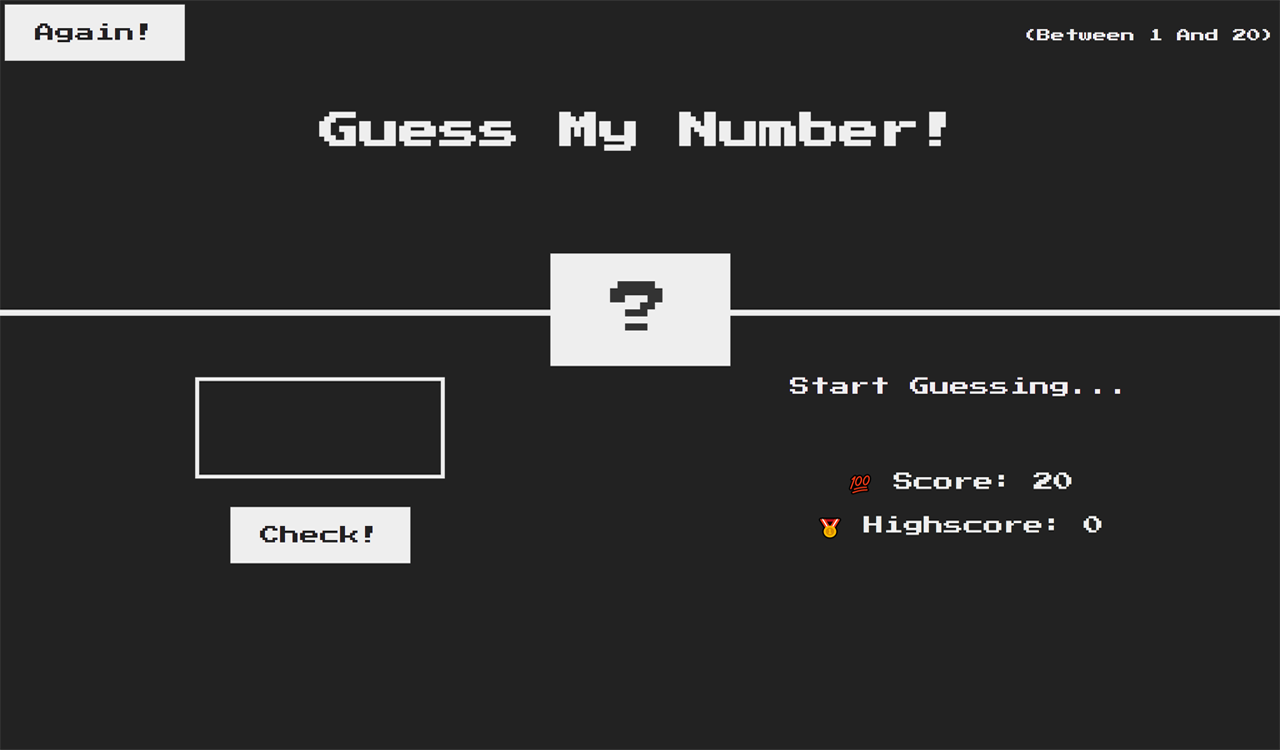 Again!
(Between 1 And 20)
Guess My Number!
?
Start Guessing...
💯 Score: 20
🥇 Highscore: 0
Check!